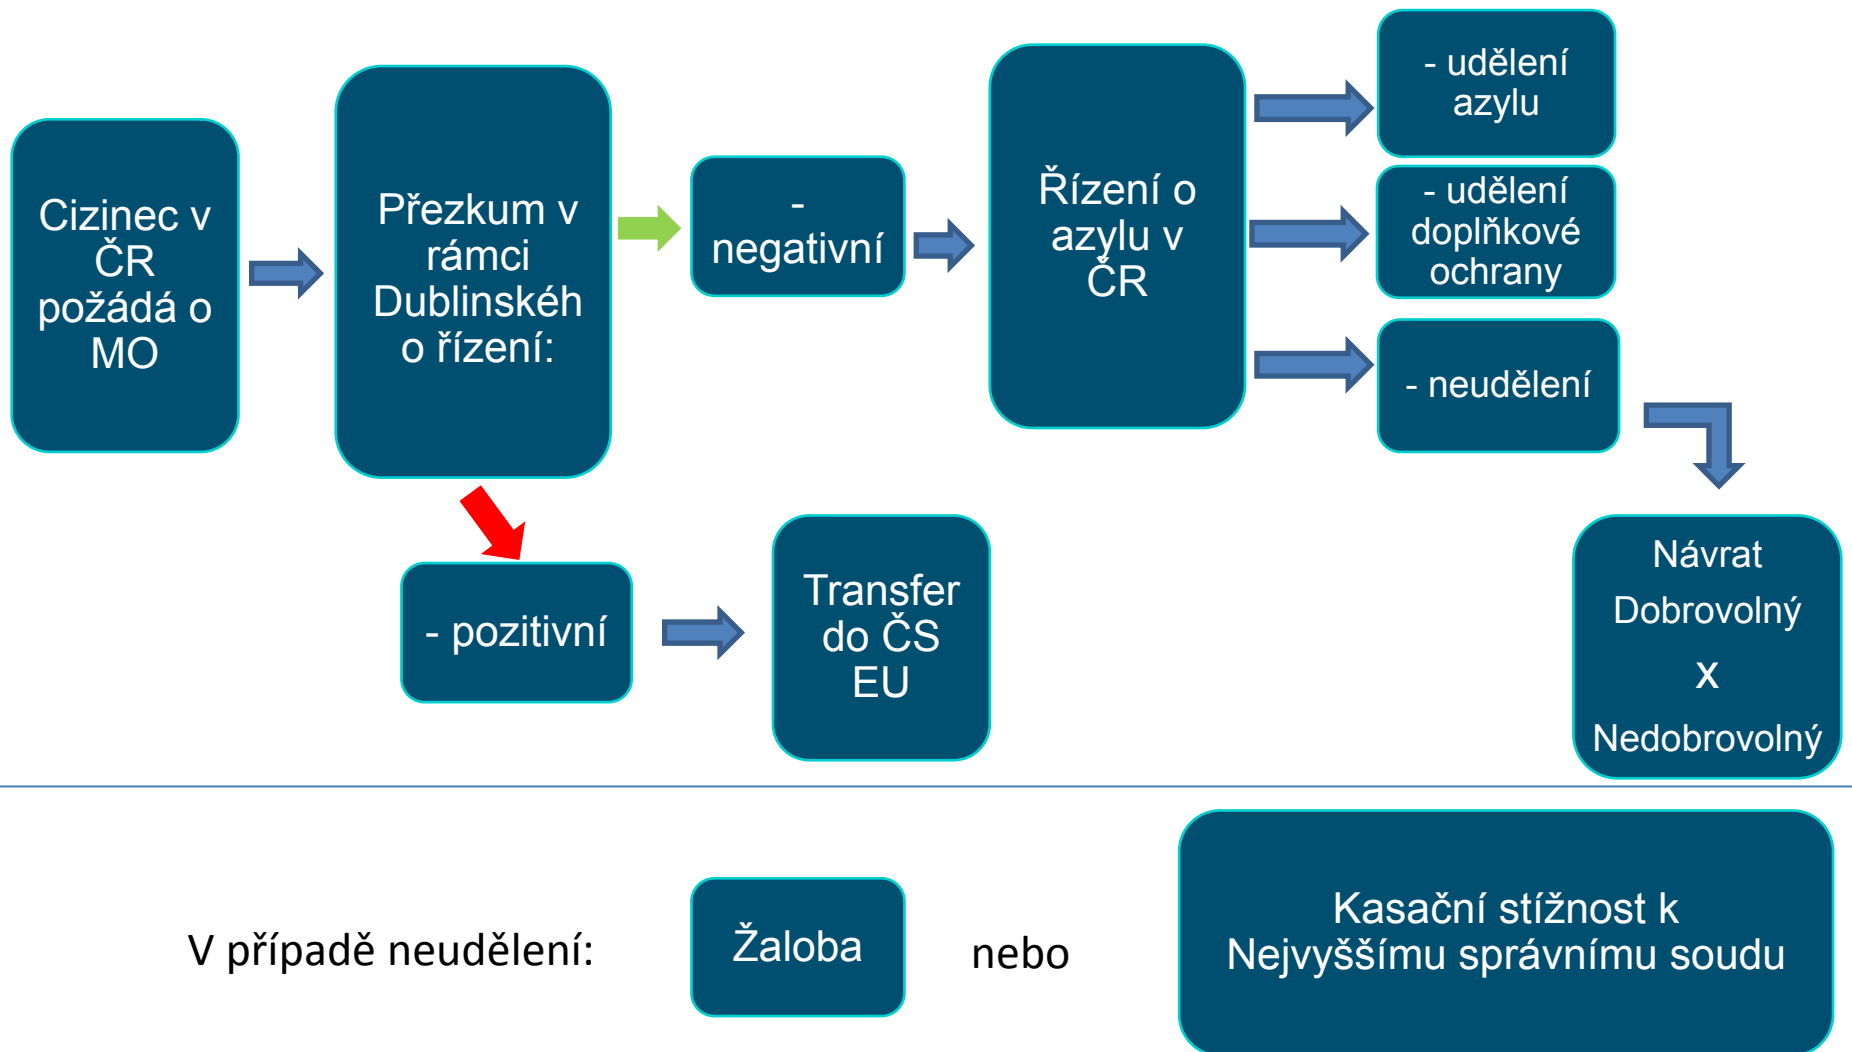 Cizinec v
ČR
požádá o
MO
Přezkum v
rámci
Dublinskéh
o řízení:
-
negativní
Řízení o
azylu v
ČR
- udělení
azylu
- udělení
doplňkové
ochrany
- neudělení
- pozitivní
Transfer
do ČS
EU
Návrat
Dobrovolný
x
Nedobrovolný
V případě neudělení:
Žaloba
nebo
Kasační stížnost k
Nejvyššímu správnímu soudu